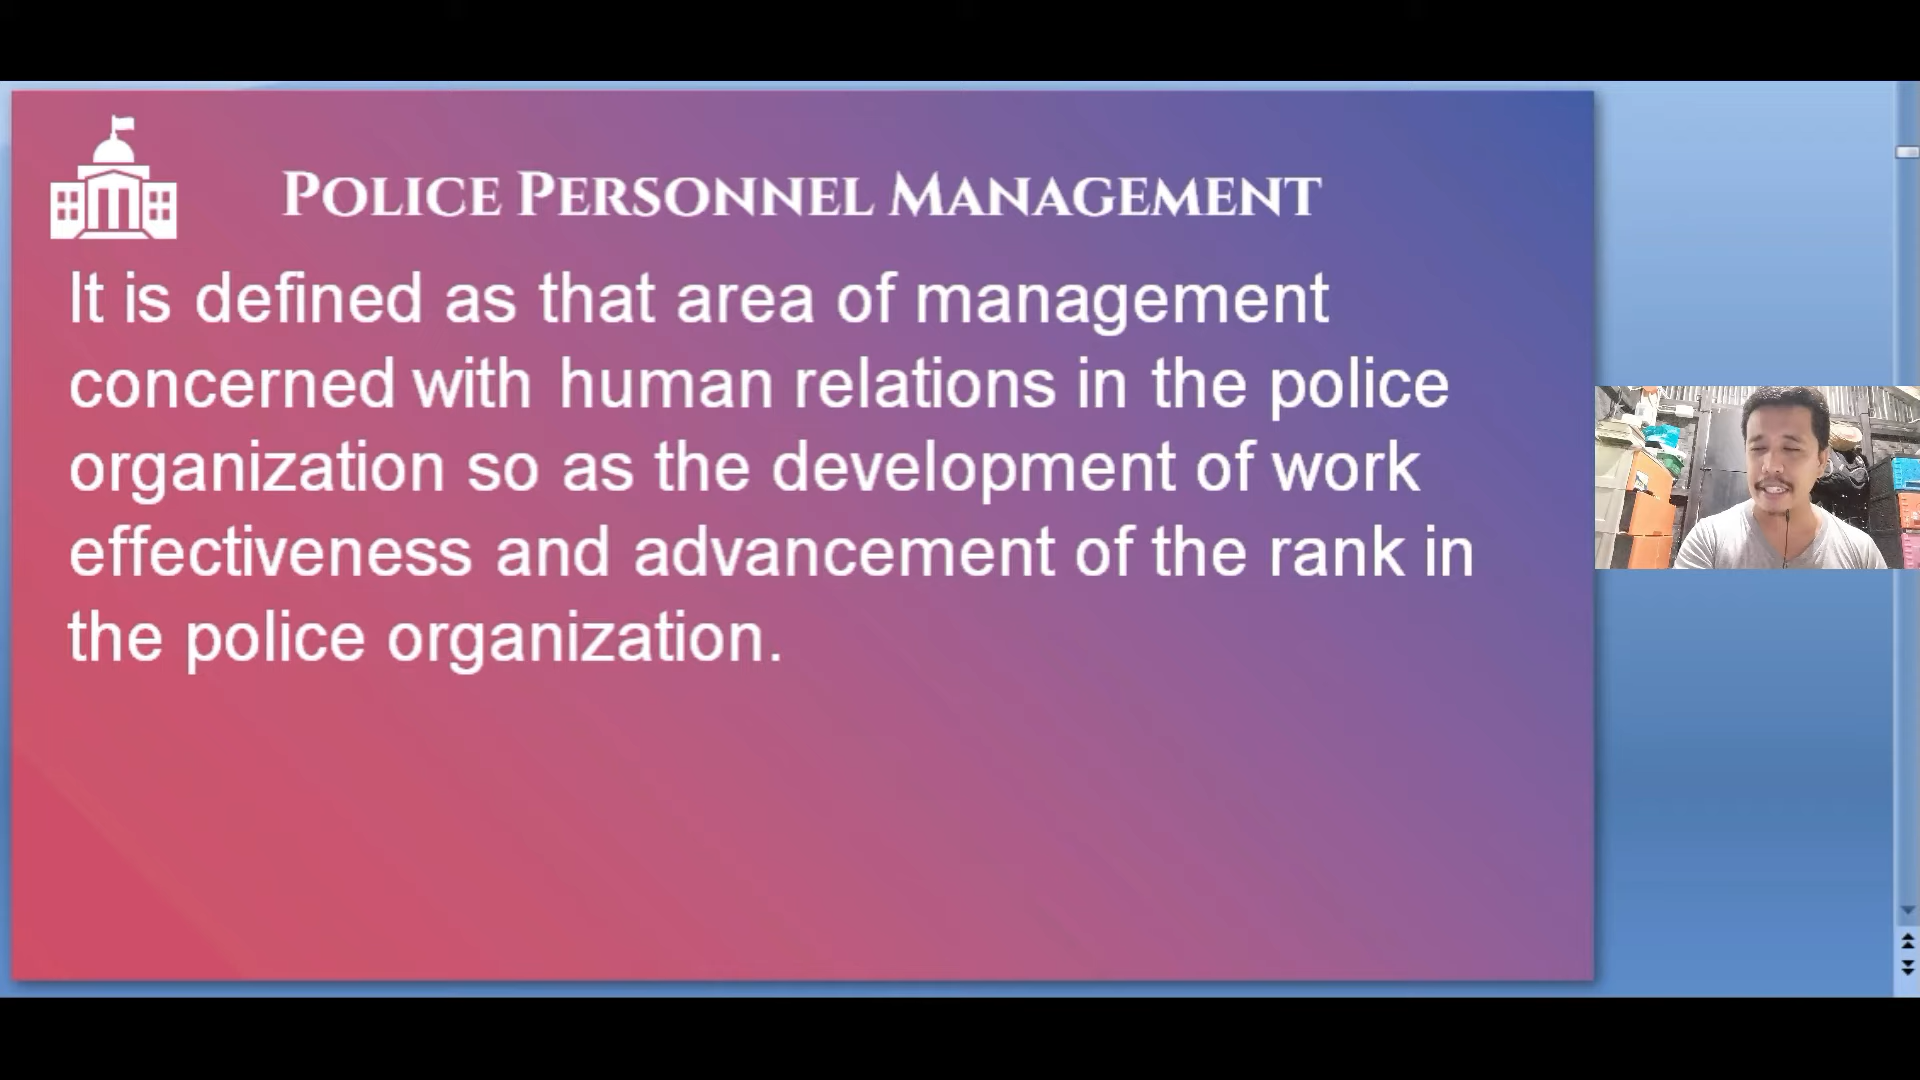 POLICE PERSONNEL MANAGEMENT
It is defined as that area of management
concerned with human relations in the police
organization so as the development of work
effectiveness and advancement of the rank in
the police organization.